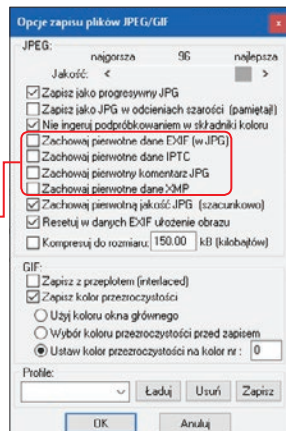 Opcje zapisu plików JPEG/GIF
JPEG:
najgorsza 96 najlepsza
Jakość: < >
Zapisz jako progresywny JPG
Zapisz jako JPG w odcieniach szarości (pamiętaj!)
Nie ingeruj podpróbkowaniem w składniki koloru
Zachowaj pierwotne dane EXIF (w JPG)
Zachowaj pierwotne dane IPTC
Zachowaj pierwotny komentarz JPG
Zachowaj pierwotne dane XMP
Zachowaj pierwotną jakość JPG (szacunkowo)
Resetuj w danych EXIF ułożenie obrazu
Kompresuj do rozmiaru: 150.00 kB (kilobajtów)
GIF:
Zapisz z przeplotem (interlaced)
Zapisz kolor przezroczystości
Użyj koloru okna głównego
Wybór koloru przezroczystości przed zapisem
Ustaw kolor przezroczystości na kolor nr : 0
Profile:
Ładuj Usuń Zapisz
OK Anuluj